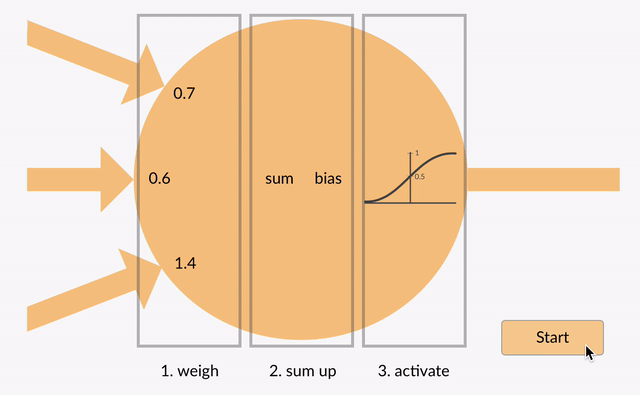 0.7
0.6
1.4
sum bias
1
0.5
Start
1. weigh
2. sum up
3. activate